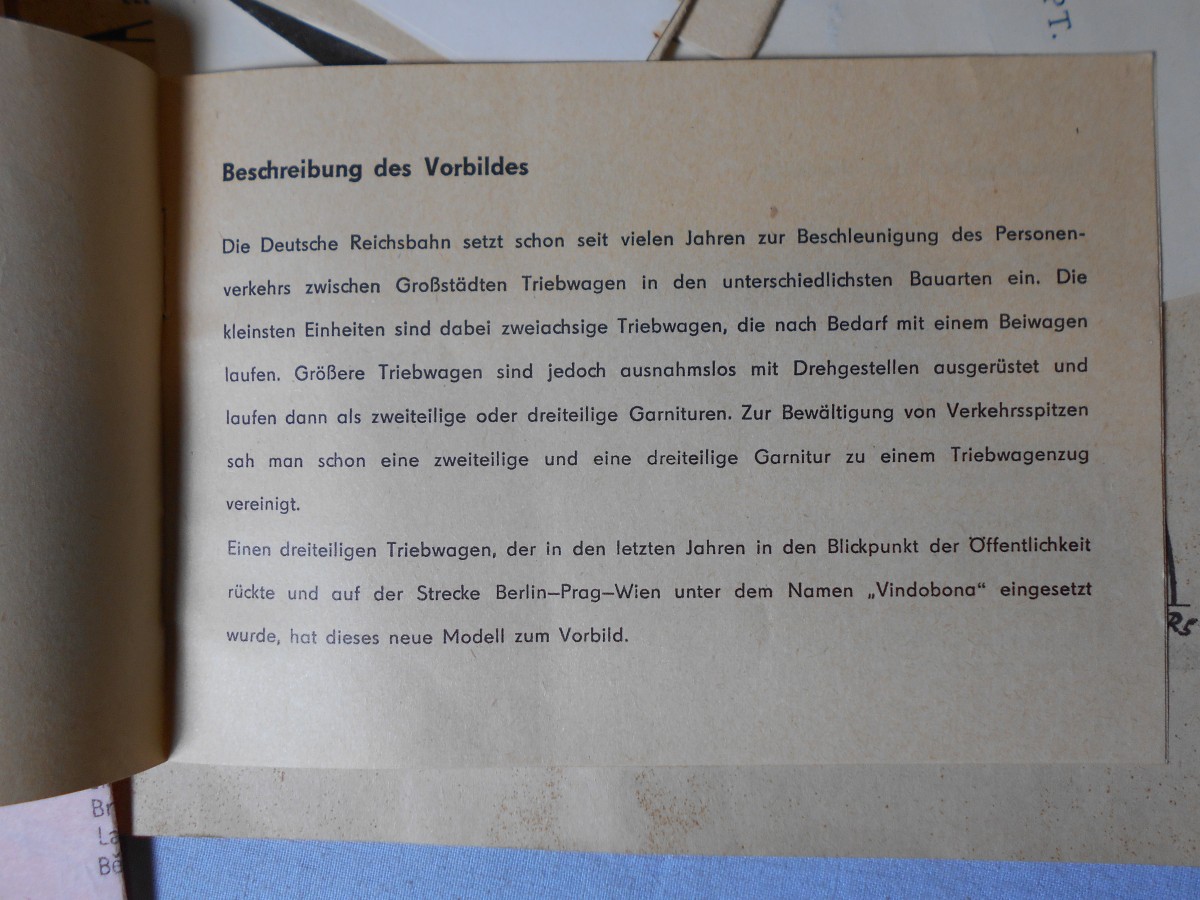 PT.
Beschreibung des Vorbildes
Die Deutsche Reichsbahn setzt schon seit vielen Jahren zur Beschleunigung des Personen-
verkehrs zwischen Großstädten Triebwagen in den unterschiedlichsten Bauarten ein. Die
kleinsten Einheiten sind dabei zweiachsige Triebwagen, die nach Bedarf mit einem Beiwagen
laufen. Größere Triebwagen sind jedoch ausnahmslos mit Drehgestellen ausgerüstet und
laufen dann als zweiteilige oder dreiteilige Garnituren. Zur Bewältigung von Verkehrsspitzen
sah man schon eine zweiteilige und eine dreiteilige Garnitur zu einem Triebwagenzug
vereinigt.
Einen dreiteiligen Triebwagen, der in den letzten Jahren in den Blickpunkt der Öffentlichkeit
rückte und auf der Strecke Berlin–Prag–Wien unter dem Namen „Vindobona“ eingesetzt
wurde, hat dieses neue Modell zum Vorbild.
R5
Br
La
Bě